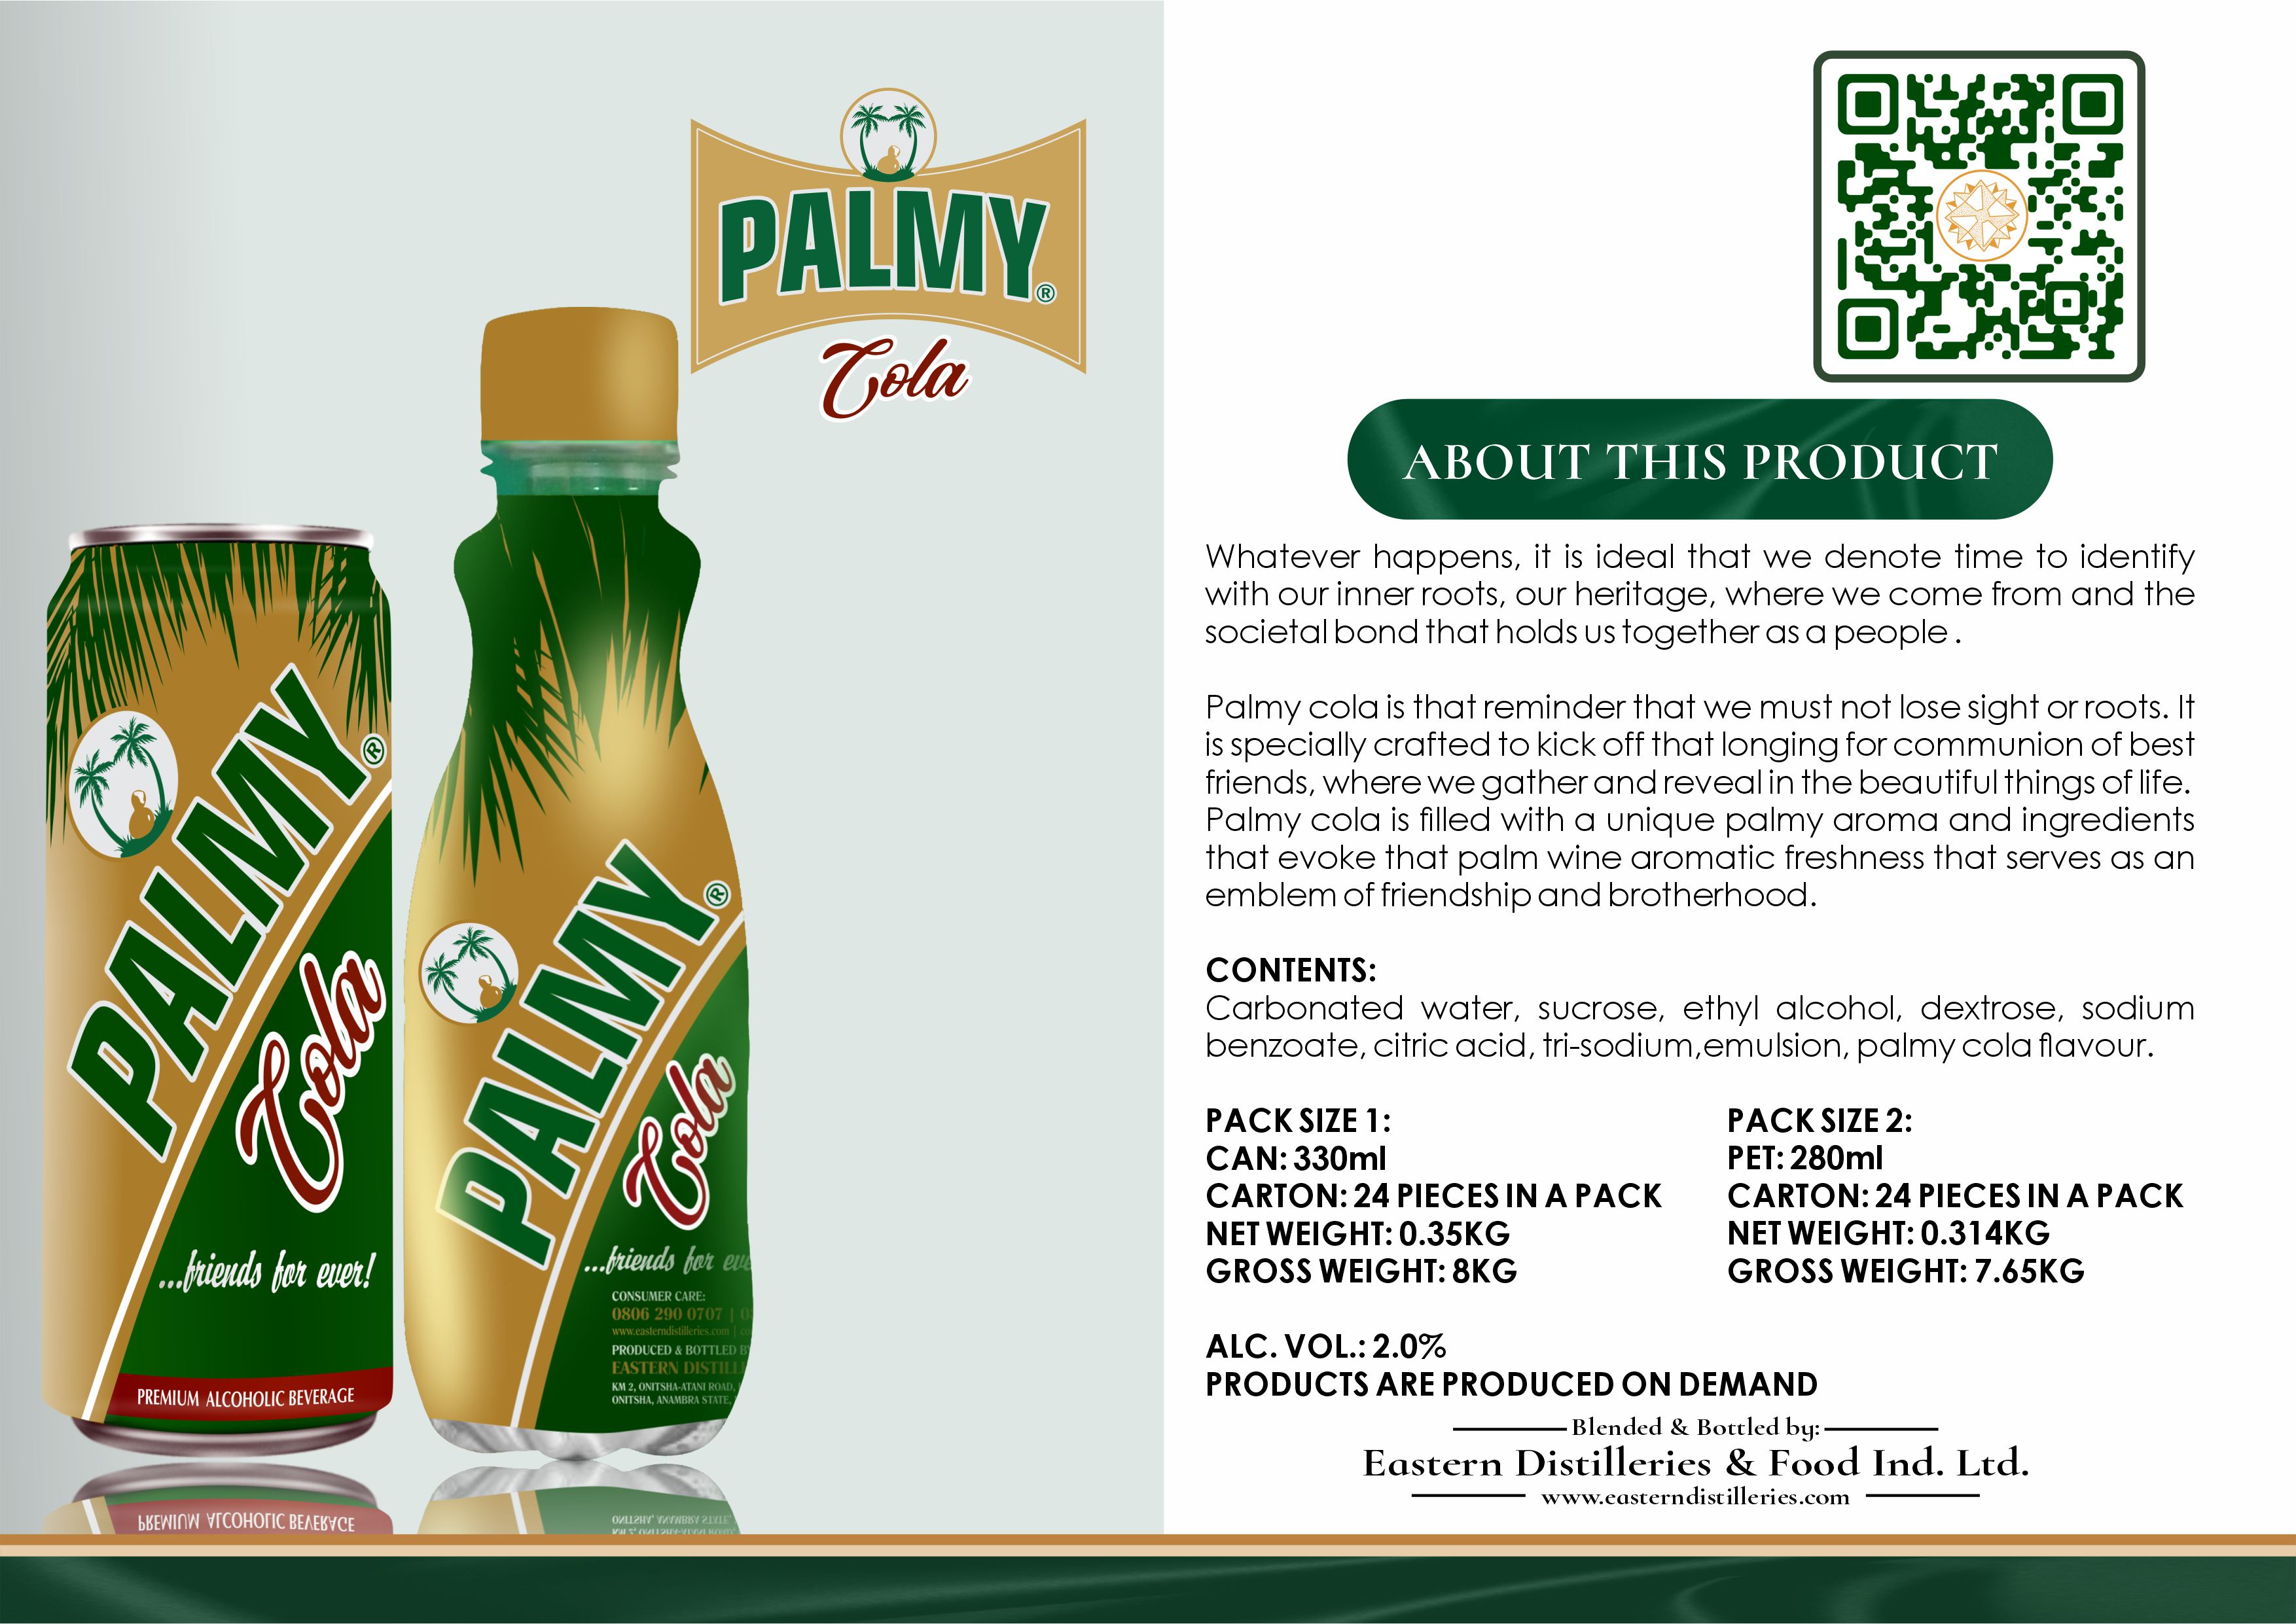 PALMY®
Cola
PALMY®
Cola
...friends for ever!
PREMIUM ALCOHOLIC BEVERAGE
PALMY®
Cola
...friends for
CONSUMER CARE:
0806 290 0707 |
www.easterndistilleries.com |
PRODUCED & BOTTLED
EASTERN
KM 2, ONITSHA-ATANI ROAD,
ONITSHA, ANAMBRA STATE,
ABOUT THIS PRODUCT
Whatever happens, it is ideal that we denote time to identify
with our inner roots, our heritage, where we come from and the
societal bond that holds us together as a people .
Palmy cola is that reminder that we must not lose sight or roots. It
is specially crafted to kick off that longing for communion of best
friends, where we gather and reveal in the beautiful things of life.
Palmy cola is filled with a unique palmy aroma and ingredients
that evoke that palm wine aromatic freshness that serves as an
emblem of friendship and brotherhood.
CONTENTS:
Carbonated water, sucrose, ethyl alcohol, dextrose, sodium
benzoate, citric acid, tri-sodium,emulsion, palmy cola flavour.
PACK SIZE 1:
CAN: 330ml
CARTON: 24 PIECES IN A PACK
NET WEIGHT: 0.35KG
GROSS WEIGHT: 8KG
PACK SIZE 2:
PET: 280ml
CARTON: 24 PIECES IN A PACK
NET WEIGHT: 0.314KG
GROSS WEIGHT: 7.65KG
ALC. VOL.: 2.0%
PRODUCTS ARE PRODUCED ON DEMAND
Blended & Bottled by:
Eastern Distilleries & Food Ind. Ltd.
www.easterndistilleries.com